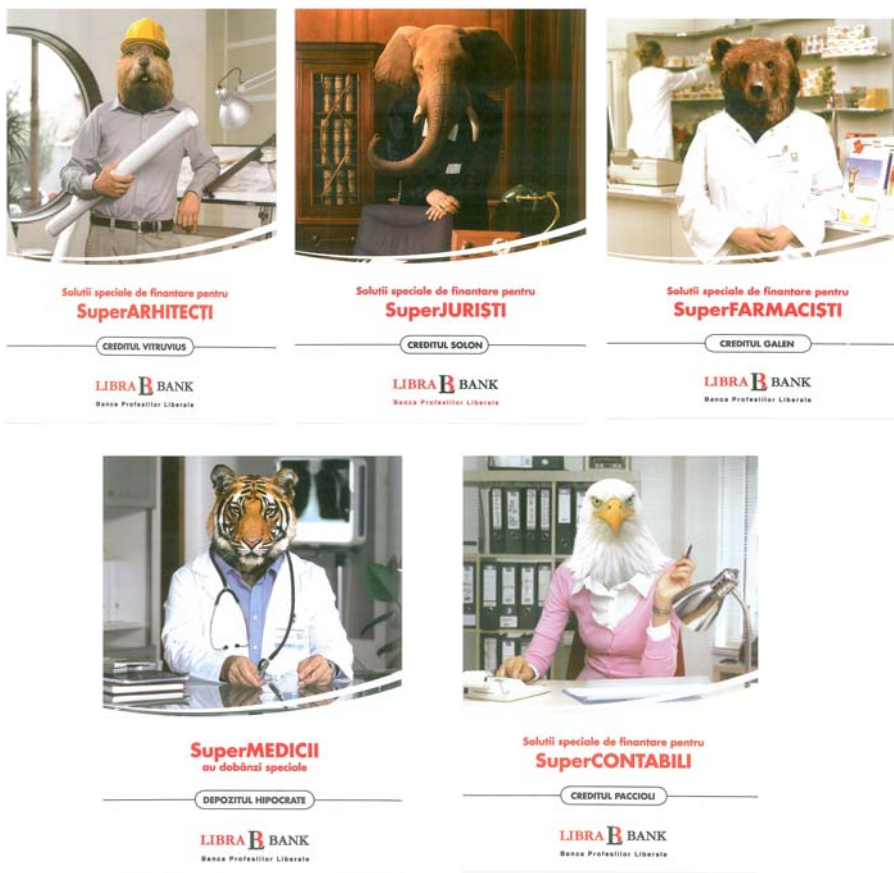 Solutii speciale de finantare pentru
SuperARHITECȚI
CREDITUL VITRUVIUS
LIBRA B BANK
Banca Profesiilor Liberale
Solutii speciale de finantare pentru
SuperJURIȘTI
CREDITUL SOLON
LIBRA B BANK
Banca Profesiilor Liberale
Solutii speciale de finantare pentru
SuperFARMACIȘTI
CREDITUL GALEN
LIBRA B BANK
Banca Profesiilor Liberale
SuperMEDICII
au dobânzi speciale
DEPOZITUL HIPOCRATE
LIBRA B BANK
Banca Profesiilor Liberale
Solutii speciale de finantare pentru
SuperCONTABILI
CREDITUL PACCIOLI
LIBRA B BANK
Banca Profesiilor Liberale